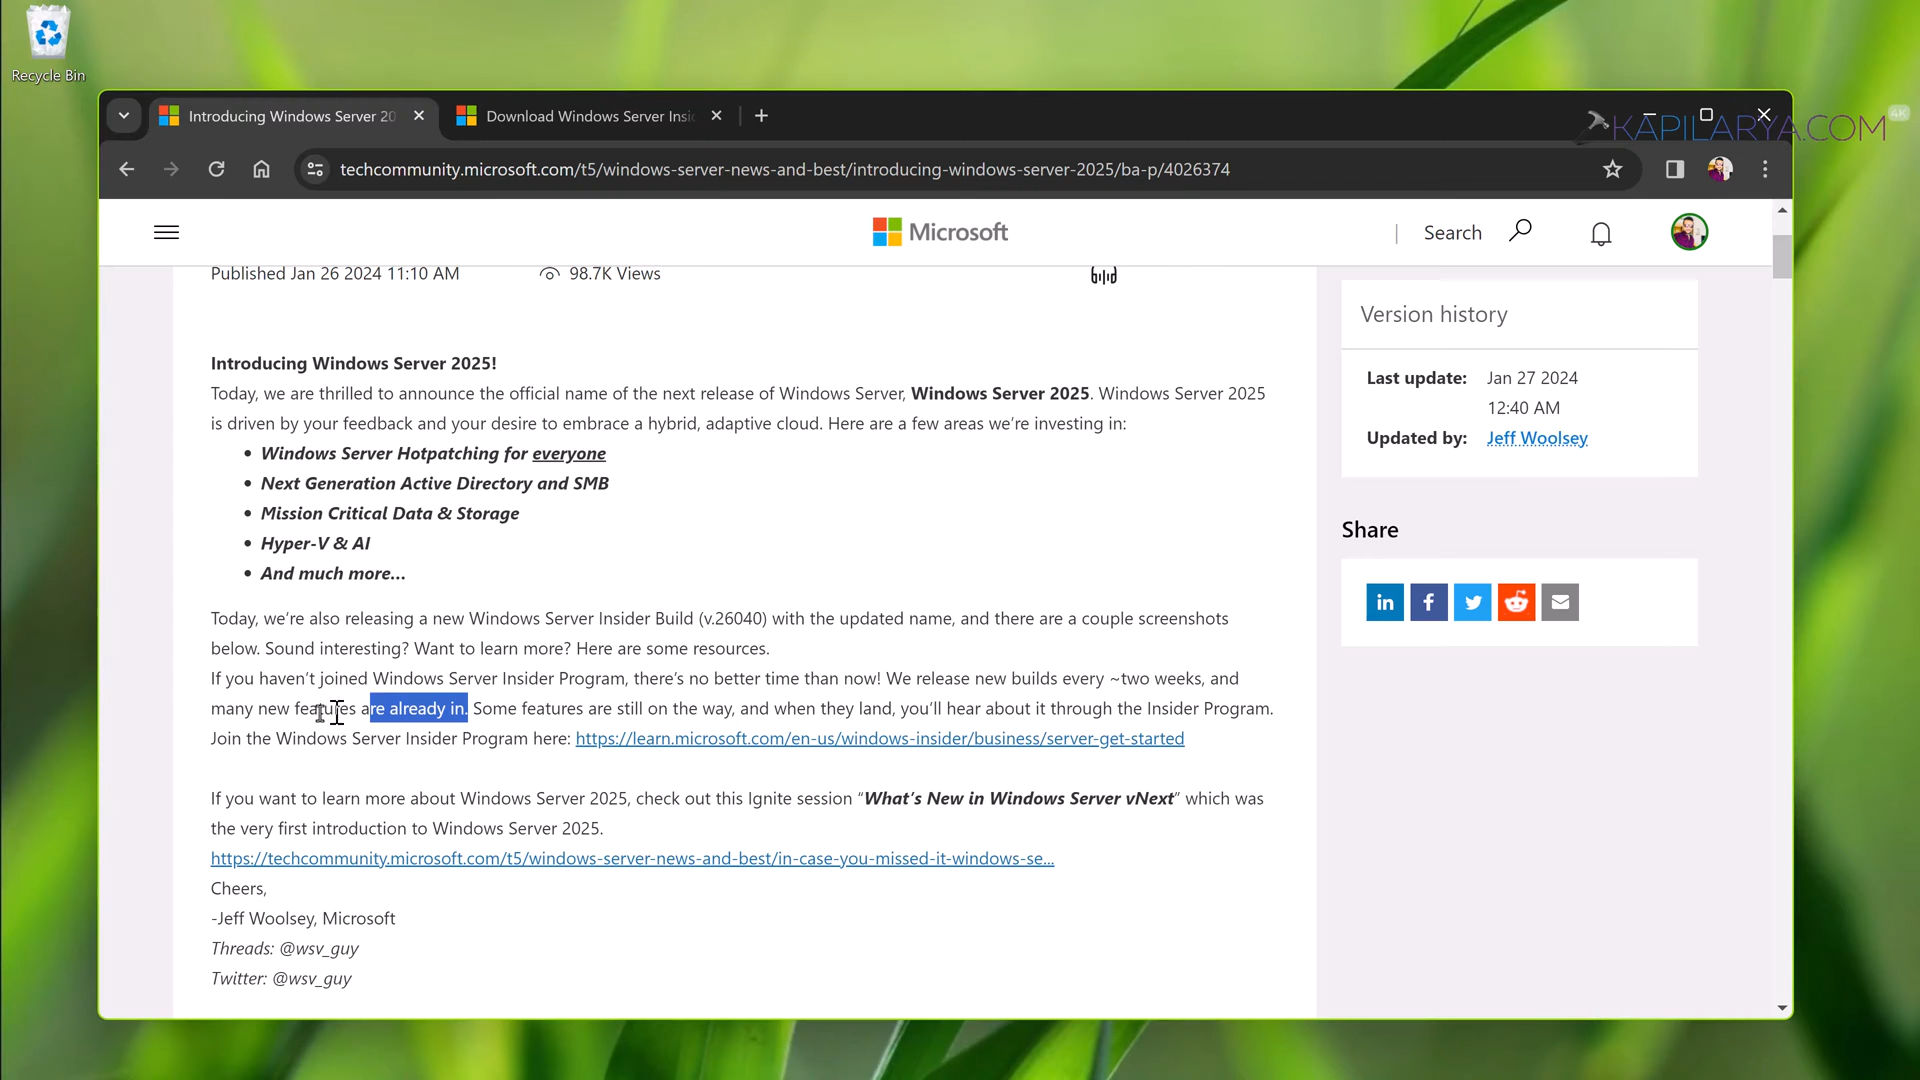 Recycle Bin
Introducing Windows Server 20
Download Windows Server Insi
KAPILARYA.COM
4K
techcommunity.microsoft.com/t5/windows-server-news-and-best/introducing-windows-server-2025/ba-p/4026374
Microsoft
Search
Published Jan 26 2024 11:10 AM
98.7K Views
Introducing Windows Server 2025!
Today, we are thrilled to announce the official name of the next release of Windows Server, Windows Server 2025. Windows Server 2025
is driven by your feedback and your desire to embrace a hybrid, adaptive cloud. Here are a few areas we're investing in:
• Windows Server Hotpatching for everyone
• Next Generation Active Directory and SMB
• Mission Critical Data & Storage
• Hyper-V & AI
• And much more…
Today, we're also releasing a new Windows Server Insider Build (v.26040) with the updated name, and there are a couple screenshots
below. Sound interesting? Want to learn more? Here are some resources.
If you haven't joined Windows Server Insider Program, there's no better time than now! We release new builds every ~two weeks, and
many new features are already in. Some features are still on the way, and when they land, you'll hear about it through the Insider Program.
Join the Windows Server Insider Program here: https://learn.microsoft.com/en-us/windows-insider/business/server-get-started
If you want to learn more about Windows Server 2025, check out this Ignite session “What's New in Windows Server vNext” which was
the very first introduction to Windows Server 2025.
https://techcommunity.microsoft.com/t5/windows-server-news-and-best/in-case-you-missed-it-windows-se...
Cheers,
-Jeff Woolsey, Microsoft
Threads: @wsv_guy
Twitter: @wsv_guy
Version history
Last update: Jan 27 2024
12:40 AM
Updated by: Jeff Woolsey
Share
in
f